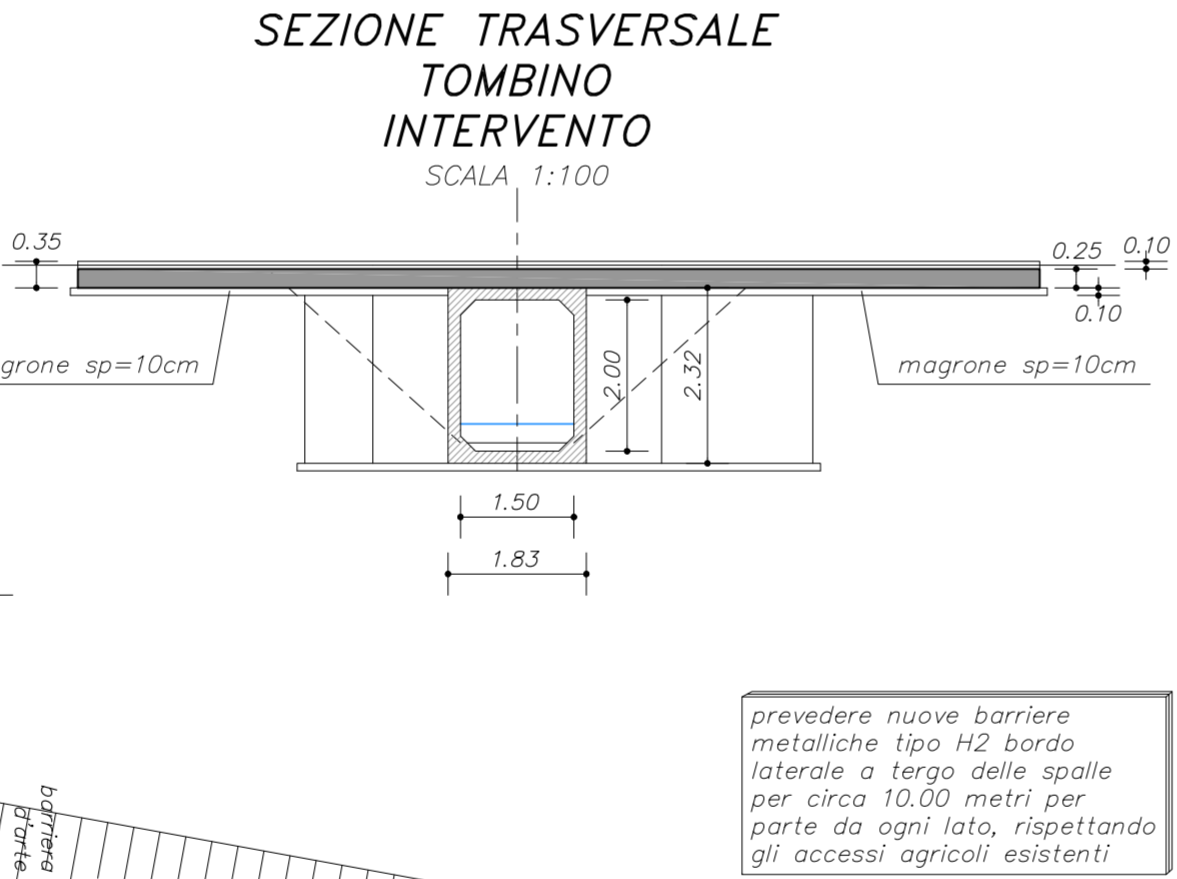 SEZIONE TRASVERSALE
TOMBINO
INTERVENTO
SCALA 1:100
0.35
0.25
0.10
0.10
grone sp=10cm
magrone sp=10cm
2.00
2.32
1.50
1.83
prevedere nuove barriere
metalliche tipo H2 bordo
laterale a tergo delle spalle
per circa 10.00 metri per
parte da ogni lato, rispettando
gli accessi agricoli esistenti
barriera
d'arte